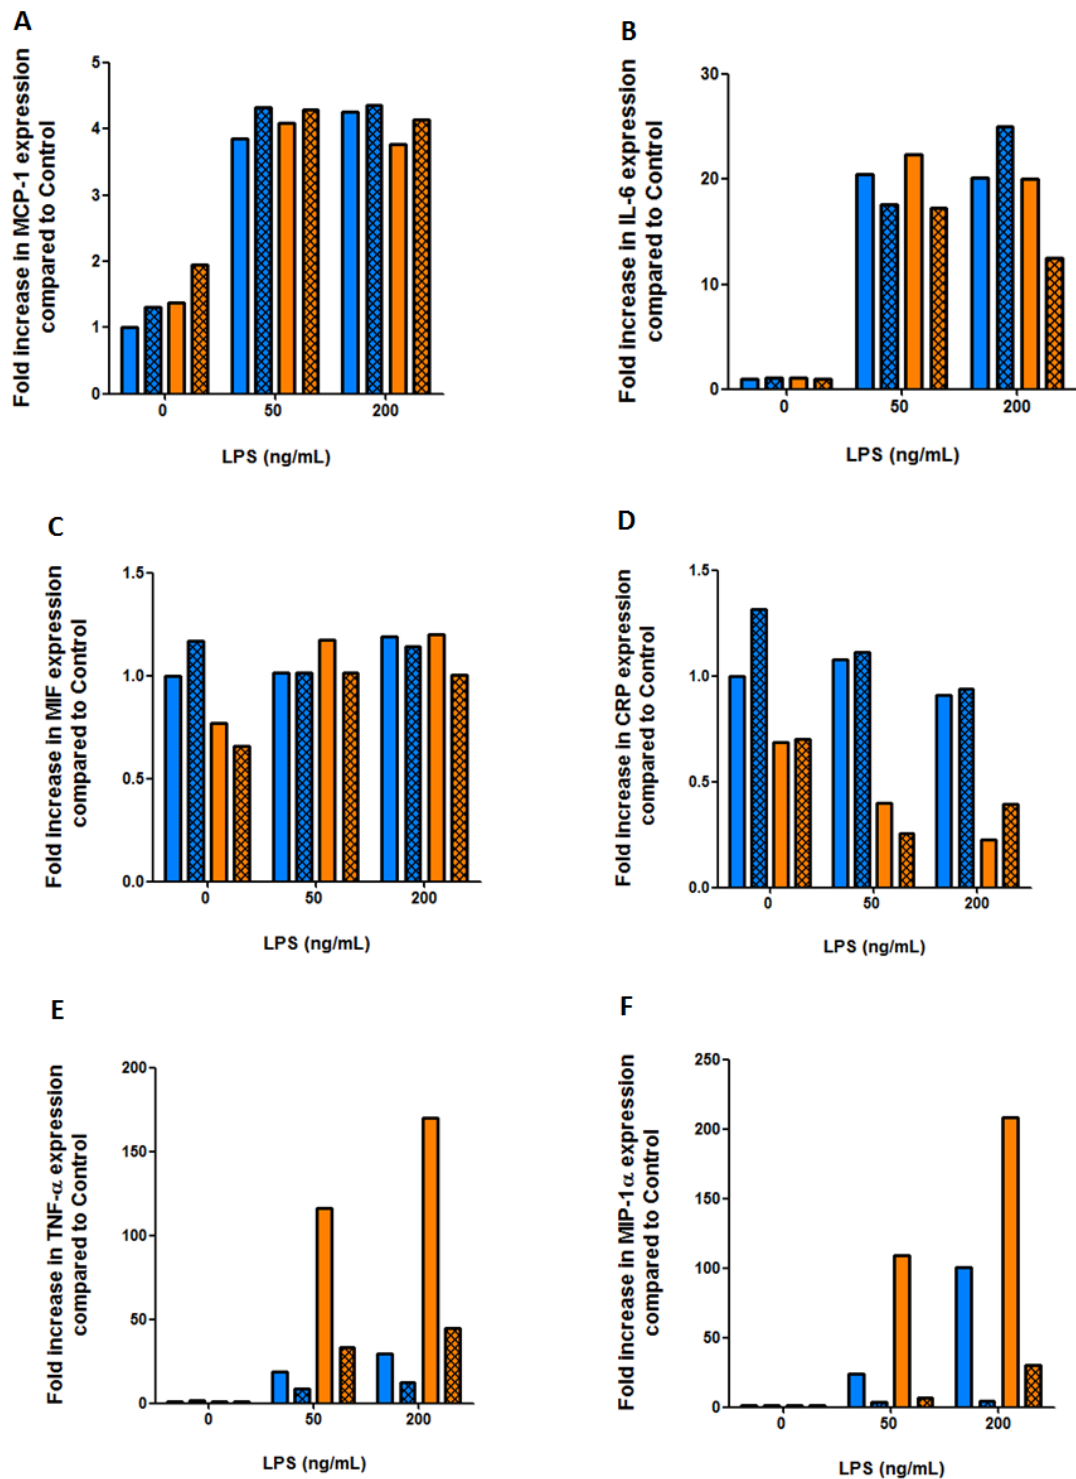 A
Fold increase in MCP-1 expression
compared to Control
5
4
3
2
1
0
0 50 200
LPS (ng/mL)
B
Fold increase in IL-6 expression
compared to Control
30
20
10
0
0 50 200
LPS (ng/mL)
C
Fold increase in MIF expression
compared to Control
1.5
1.0
0.5
0.0
0 50 200
LPS (ng/mL)
D
Fold increase in CRP expression
compared to Control
1.5
1.0
0.5
0.0
0 50 200
LPS (ng/mL)
E
Fold increase in TNF-α expression
compared to Control
200
150
100
50
0
0 50 200
LPS (ng/mL)
F
Fold increase in MIP-1α expression
compared to Control
250
200
150
100
50
0
0 50 200
LPS (ng/mL)